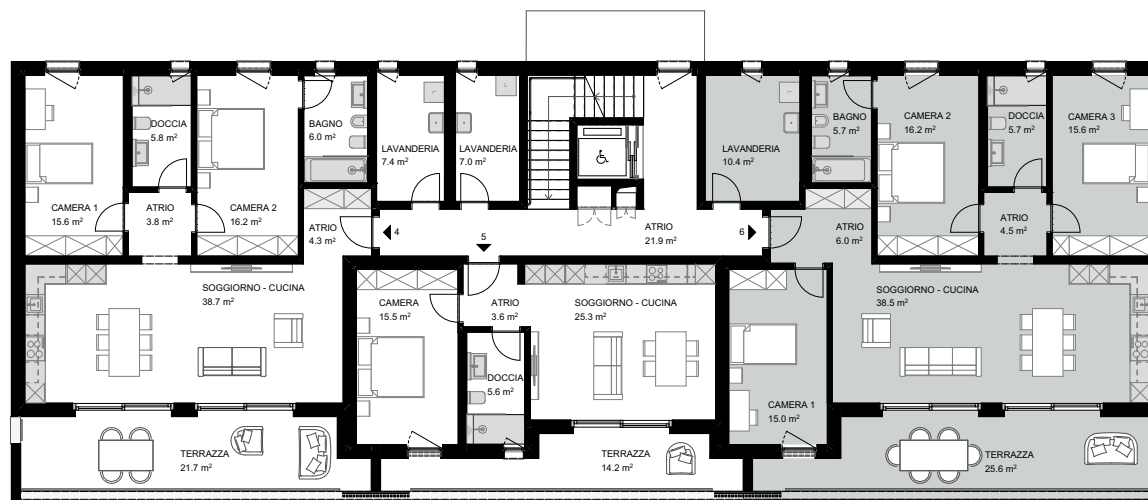 CAMERA 1
15.6 m²
DOCCIA
5.8 m²
ATRIO
3.8 m²
CAMERA 2
16.2 m²
BAGNO
6.0 m²
ATRIO
4.3 m²
LAVANDERIA
7.4 m²
LAVANDERIA
7.0 m²
4
5
ATRIO
21.9 m²
6
LAVANDERIA
10.4 m²
BAGNO
5.7 m²
ATRIO
6.0 m²
CAMERA 2
16.2 m²
DOCCIA
5.7 m²
ATRIO
4.5 m²
CAMERA 3
15.6 m²
SOGGIORNO - CUCINA
38.7 m²
CAMERA
15.5 m²
ATRIO
3.6 m²
DOCCIA
5.6 m²
SOGGIORNO - CUCINA
25.3 m²
CAMERA 1
15.0 m²
SOGGIORNO - CUCINA
38.5 m²
TERRAZZA
21.7 m²
TERRAZZA
14.2 m²
TERRAZZA
25.6 m²